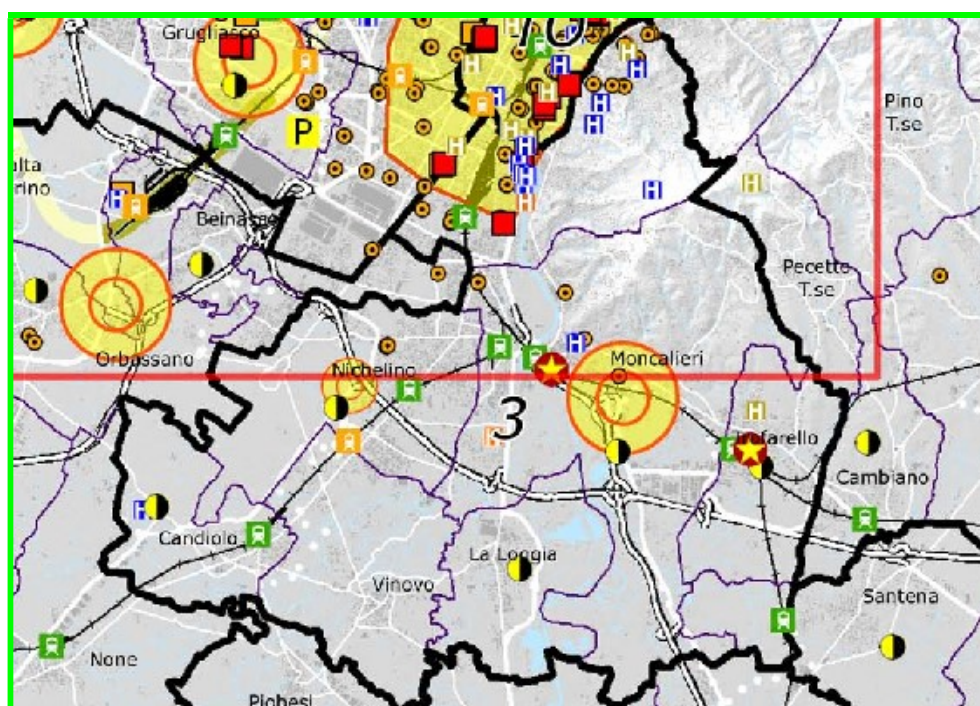 Grugliasco
10
Pino
T.se
P
H
H
H
H
H
H
H
H
H
H
H
H
Beinasco
Pecetto
T.se
Orbassano
Nichelino
Moncalieri
H
H
3
Trofarello
Cambiano
H
Candiolo
La Loggia
Vinovo
Santena
None
Piobesi